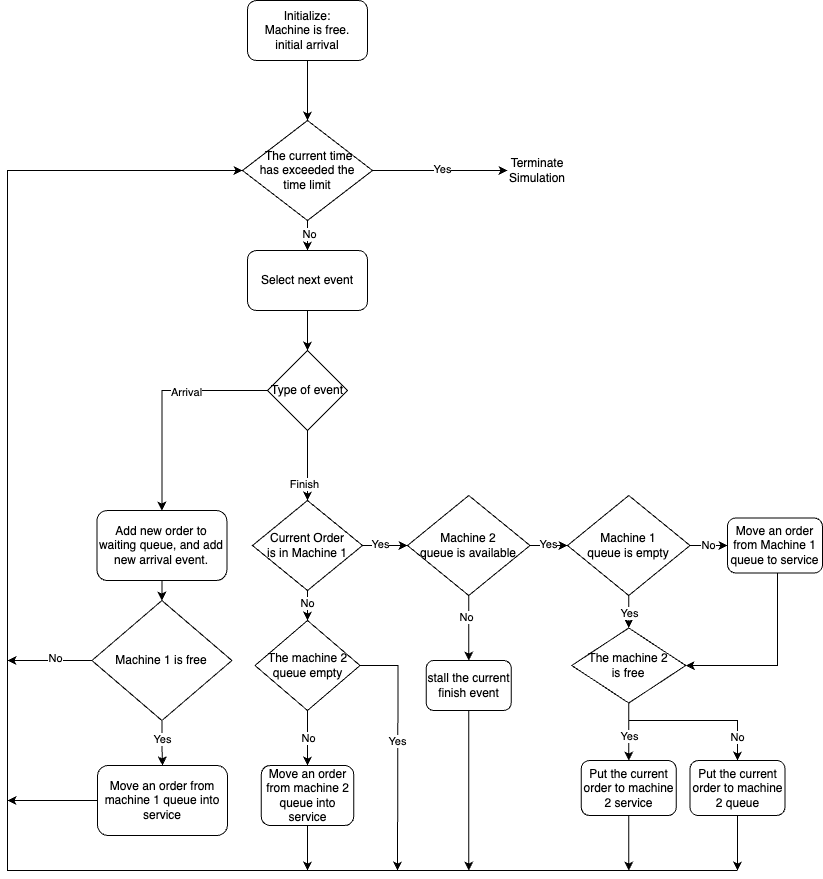 Initialize:
Machine is free.
initial arrival
The current time
has exceeded the
time limit
Yes
Terminate
Simulation
No
Select next event
Type of event
Arrival
Finish
Add new order to
waiting queue, and add
new arrival event.
Current Order
is in Machine 1
Yes
Machine 2
queue is available
Yes
Machine 1
queue is empty
No
Move an order
from Machine 1
queue to service
No
No
Yes
Machine 1 is free
No
The machine 2
queue empty
stall the current
finish event
The machine 2
is free
Yes
No
Yes
Yes
No
Move an order from
machine 1 queue into
service
Move an order
from machine 2
queue into
service
Put the current
order to machine
2 service
Put the current
order to machine
2 queue